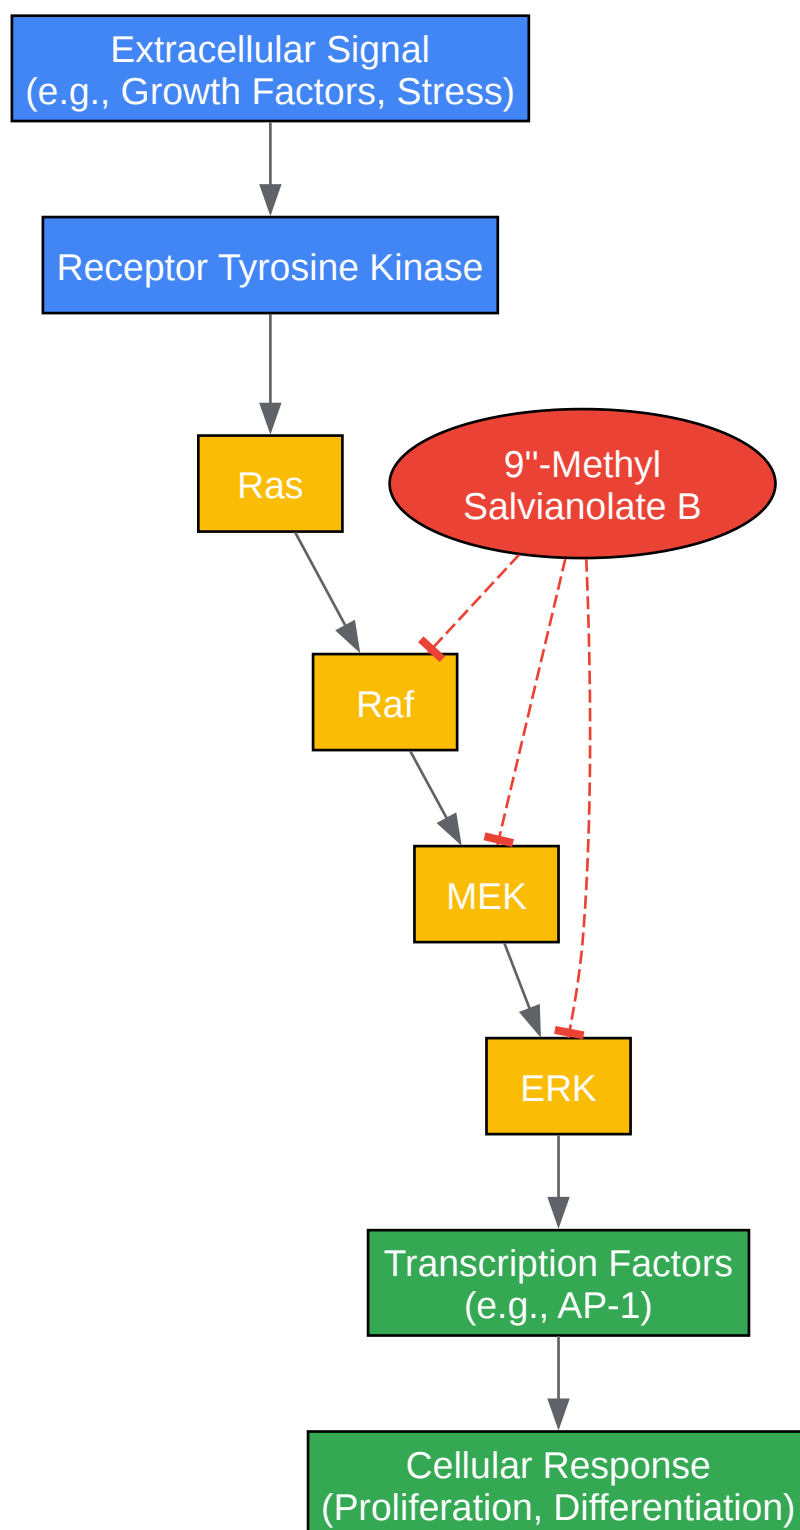 Extracellular Signal
(e.g., Growth Factors, Stress)
Receptor Tyrosine Kinase
Ras
9''-Methyl
Salvianolate B
Raf
MEK
ERK
Transcription Factors
(e.g., AP-1)
Cellular Response
(Proliferation, Differentiation)